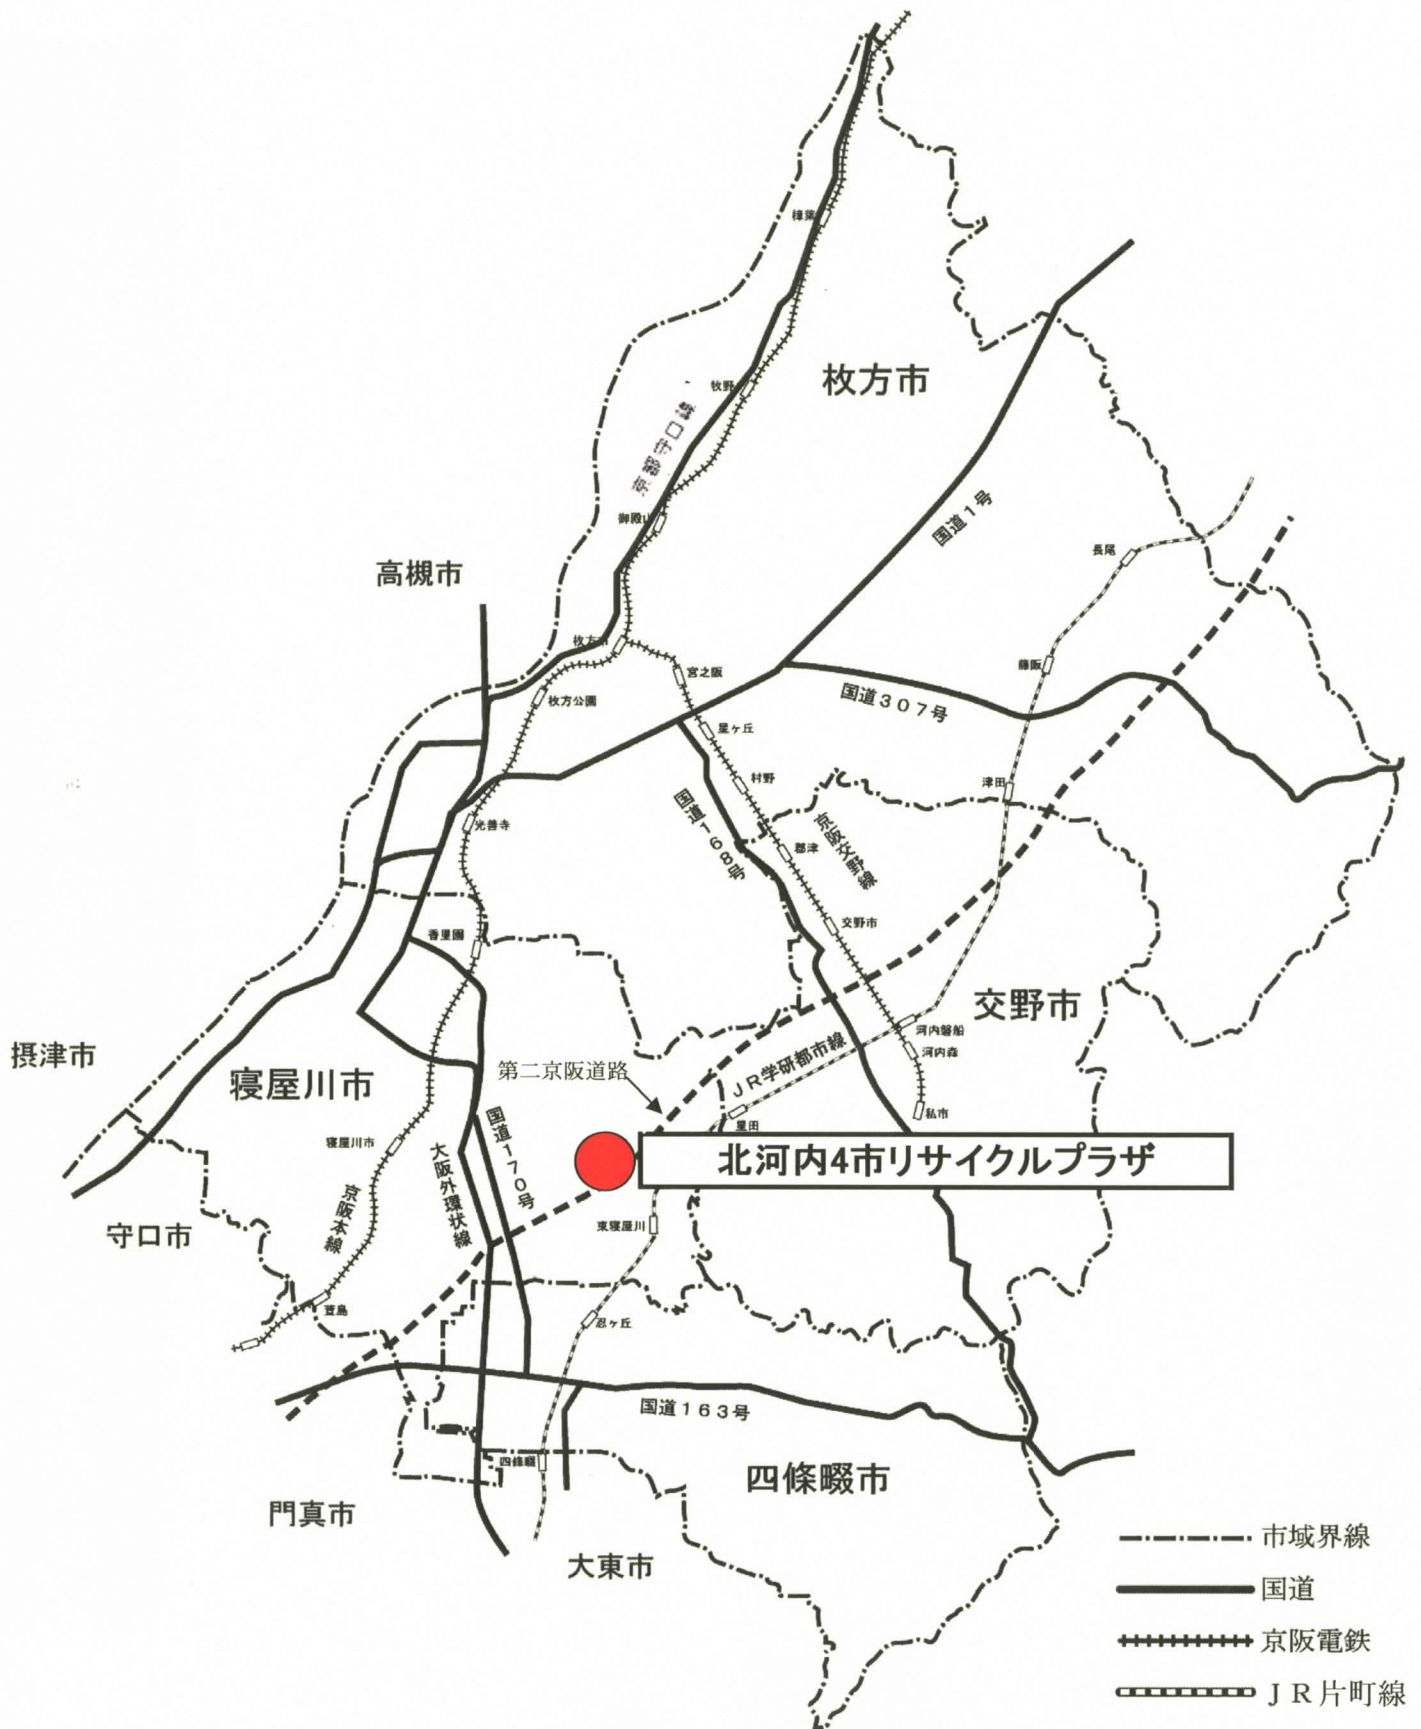 樟葉
枚方市
牧野
京都守口線
国道1号
御殿山
長尾
高槻市
枚方市
宮之阪
藤阪
枚方公園
国道307号
星ヶ丘
村野
津田
国道168号
京阪交野線
光善寺
郡津
交野市
香里園
交野市
河内磐船
摂津市
JR学研都市線
河内森
第二京阪道路
寝屋川市
国道170号
私市
星田
寝屋川市
大阪外環状線
北河内4市リサイクルプラザ
京阪本線
東寝屋川
守口市
萱島
忍ヶ丘
国道163号
四條畷
四條畷市
門真市
大東市
市域界線
国道
京阪電鉄
JR片町線